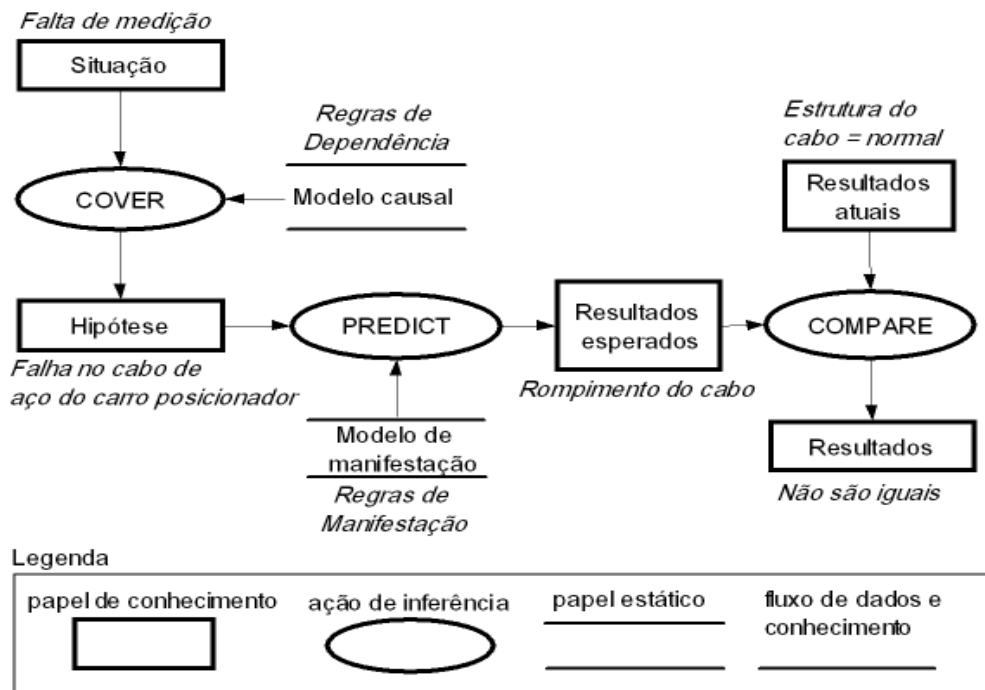 Falta de medição
Situação
Regras de
Dependência
COVER
Modelo causal
Estrutura do
cabo = normal
Resultados
atuais
Hipótese
Falha no cabo de
aço do carro posicionador
PREDICT
Modelo de
manifestação
Regras de
Manifestação
Resultados
esperados
Rompimento do cabo
COMPARE
Resultados
Não são iguais
Legenda
papel de conhecimento
ação de inferência
papel estático
fluxo de dados e
conhecimento